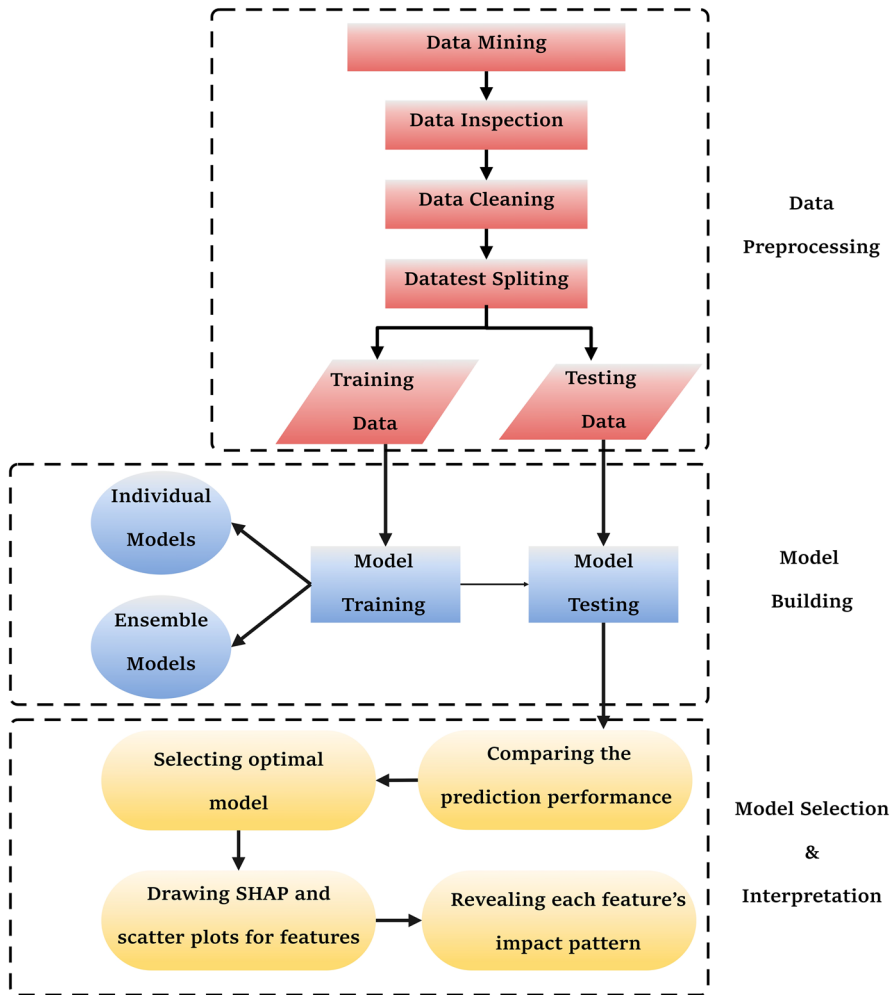 Data Mining
Data Inspection
Data Cleaning
Datatest Spliting
Training
Data
Testing
Data
Data
Preprocessing
Individual
Models
Ensemble
Models
Model
Training
Model
Testing
Model
Building
Comparing the
prediction performance
Selecting optimal
model
Drawing SHAP and
scatter plots for features
Revealing each feature's
impact pattern
Model Selection
&
Interpretation